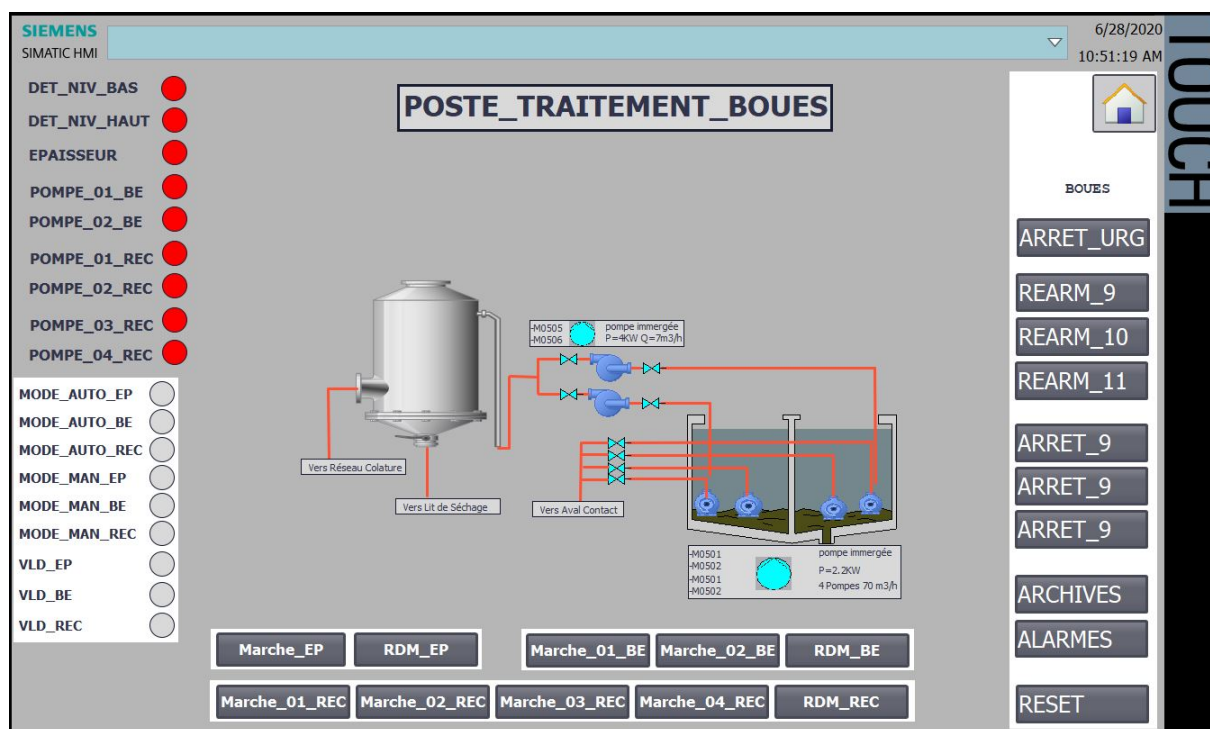 SIEMENS
SIMATIC HMI
6/28/2020
10:51:19 AM
TOUCH
POSTE_TRAITEMENT_BOUES
DET_NIV_BAS
DET_NIV_HAUT
EPAISSEUR
POMPE_01_BE
POMPE_02_BE
POMPE_01_REC
POMPE_02_REC
POMPE_03_REC
POMPE_04_REC
MODE_AUTO_EP
MODE_AUTO_BE
MODE_AUTO_REC
MODE_MAN_EP
MODE_MAN_BE
MODE_MAN_REC
VLD_EP
VLD_BE
VLD_REC
-M0505
-M0506
pompe immergée
P=4KW Q=7m3/h
Vers Réseau Colature
Vers Lit de Séchage
Vers Aval Contact
-M0501
-M0502
-M0501
-M0502
pompe immergée
P=2.2KW
4 Pompes 70 m3/h
Marche_EP
RDM_EP
Marche_01_BE
Marche_02_BE
RDM_BE
Marche_01_REC
Marche_02_REC
Marche_03_REC
Marche_04_REC
RDM_REC
BOUES
ARRET_URG
REARM_9
REARM_10
REARM_11
ARRET_9
ARRET_9
ARRET_9
ARCHIVES
ALARMES
RESET